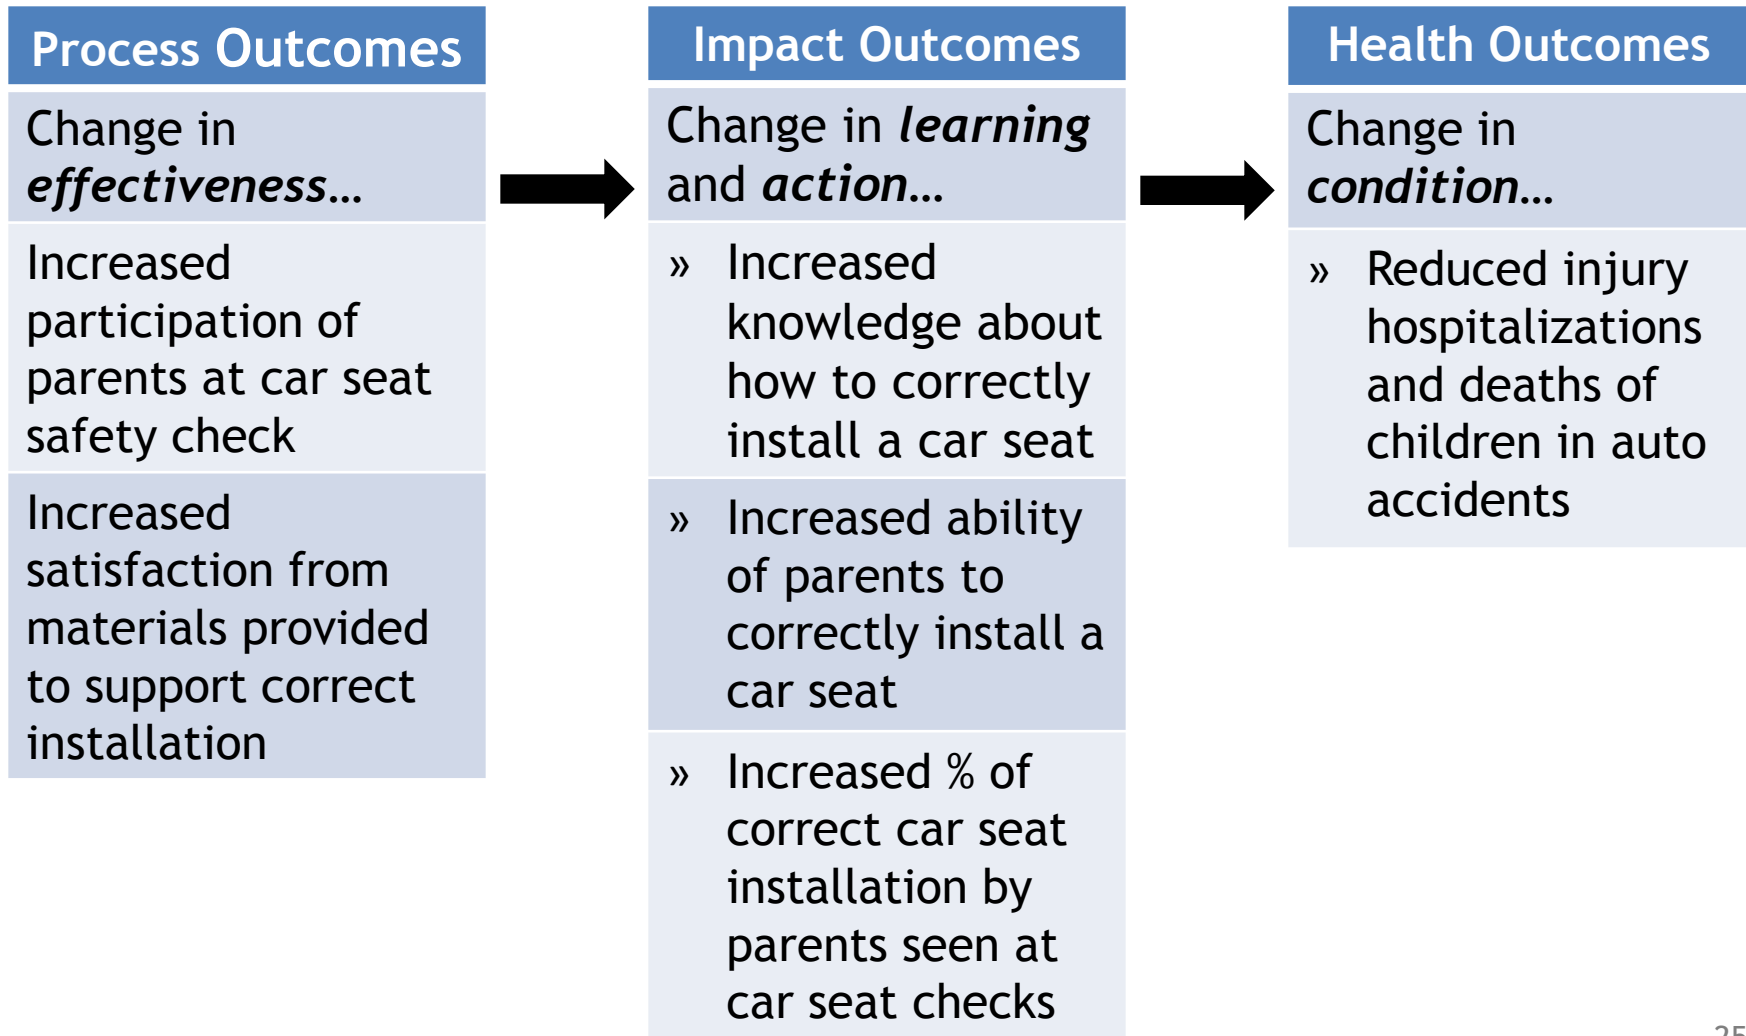 Process Outcomes
Change in
effectiveness…
Increased
participation of
parents at car seat
safety check
Increased
satisfaction from
materials provided
to support correct
installation
Impact Outcomes
Change in learning
and action…
» Increased
knowledge about
how to correctly
install a car seat
» Increased ability
of parents to
correctly install a
car seat
» Increased % of
correct car seat
installation by
parents seen at
car seat checks
Health Outcomes
Change in
condition…
» Reduced injury
hospitalizations
and deaths of
children in auto
accidents
25